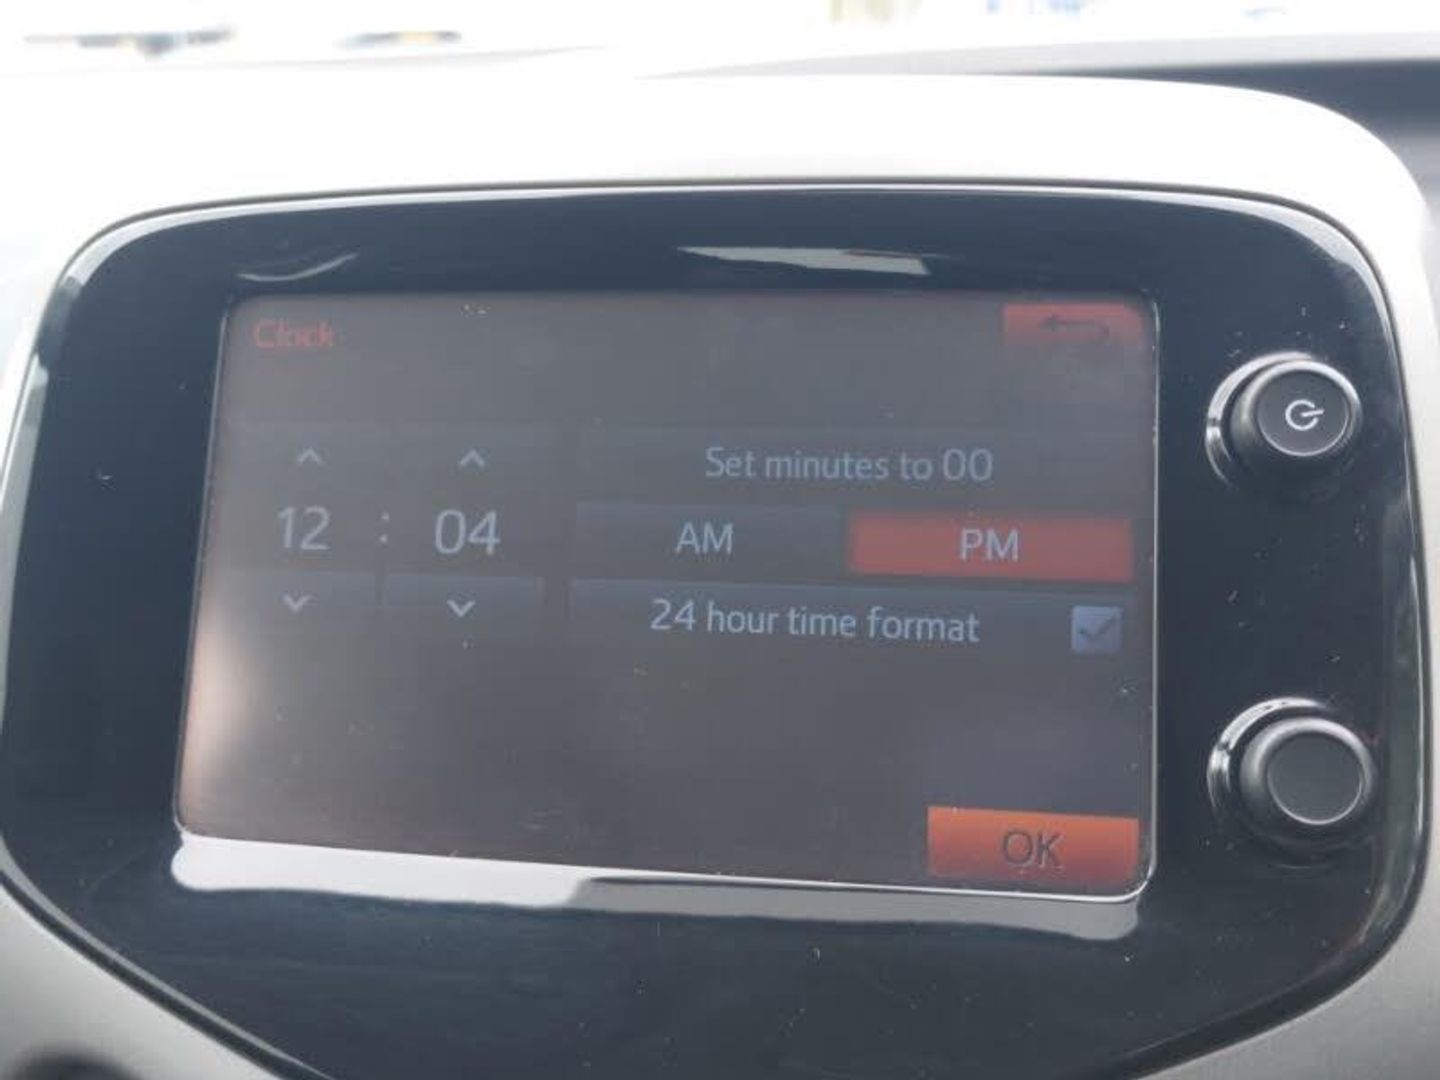 Clock
Set minutes to 00
12 : 04
AM PM
24 hour time format
OK